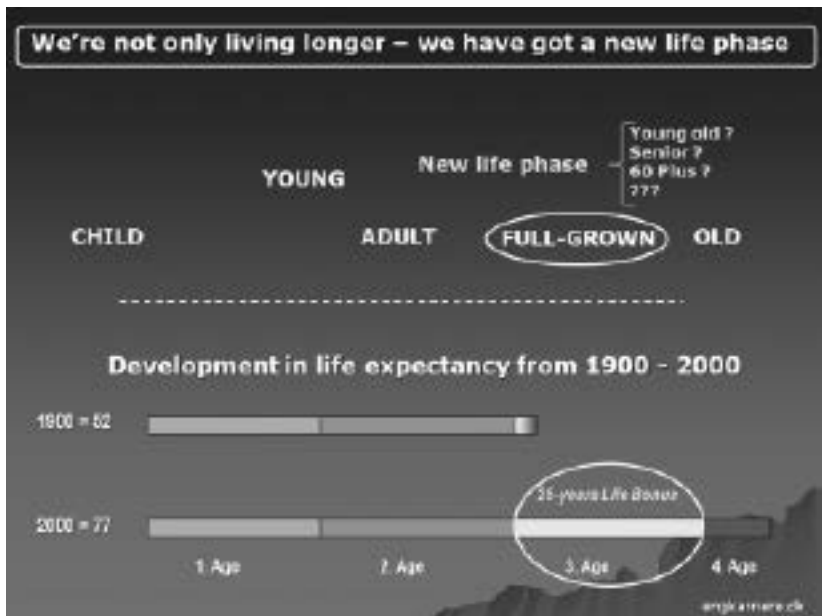 We're not only living longer – we have got a new life phase
Young old ?
Senior ?
60 Plus ?
???
New life phase
YOUNG
CHILD
ADULT
FULL-GROWN
OLD
Development in life expectancy from 1900 - 2000
1900 = 52
25-years Life Bonus
2000 = 77
1. Age
2. Age
3. Age
4. Age